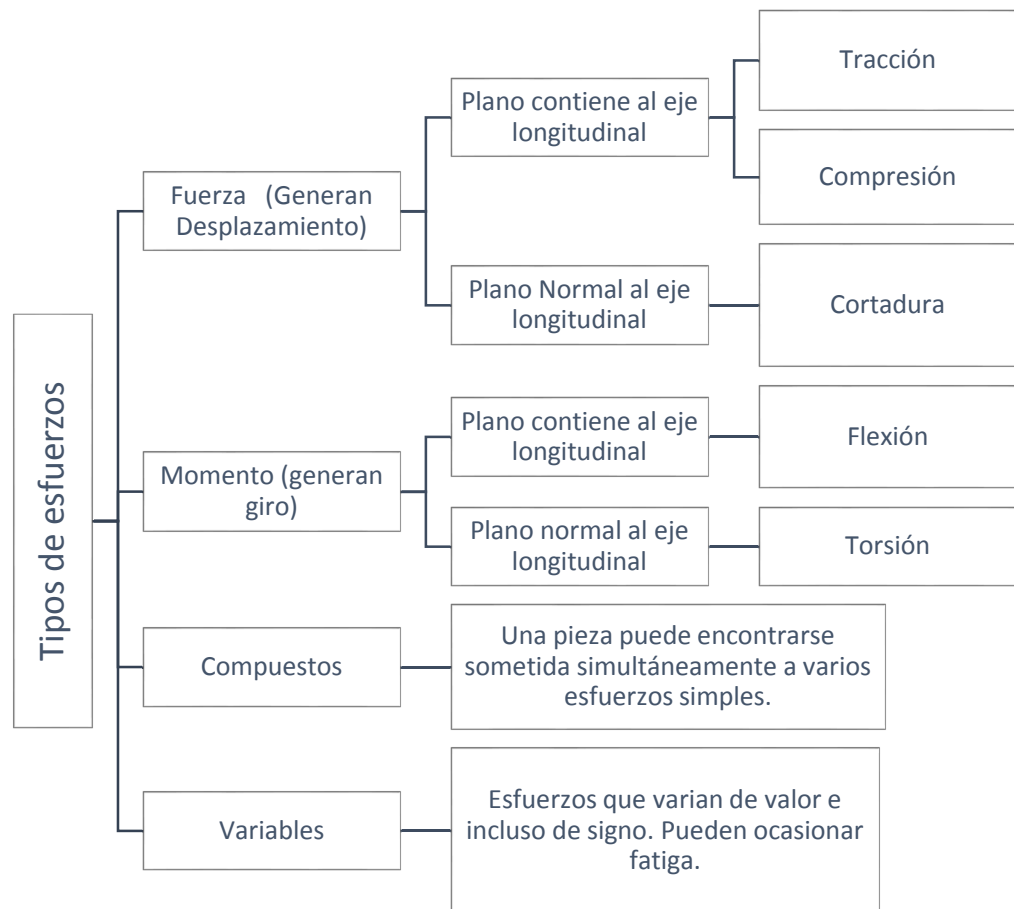 Tipos de esfuerzos
Fuerza (Generan
Desplazamiento)
Plano contiene al eje
longitudinal
Tracción
Compresión
Plano Normal al eje
longitudinal
Cortadura
Momento (generan
giro)
Plano contiene al eje
longitudinal
Flexión
Plano normal al eje
longitudinal
Torsión
Compuestos
Una pieza puede encontrarse
sometida simultáneamente a varios
esfuerzos simples.
Variables
Esfuerzos que varian de valor e
incluso de signo. Pueden ocasionar
fatiga.